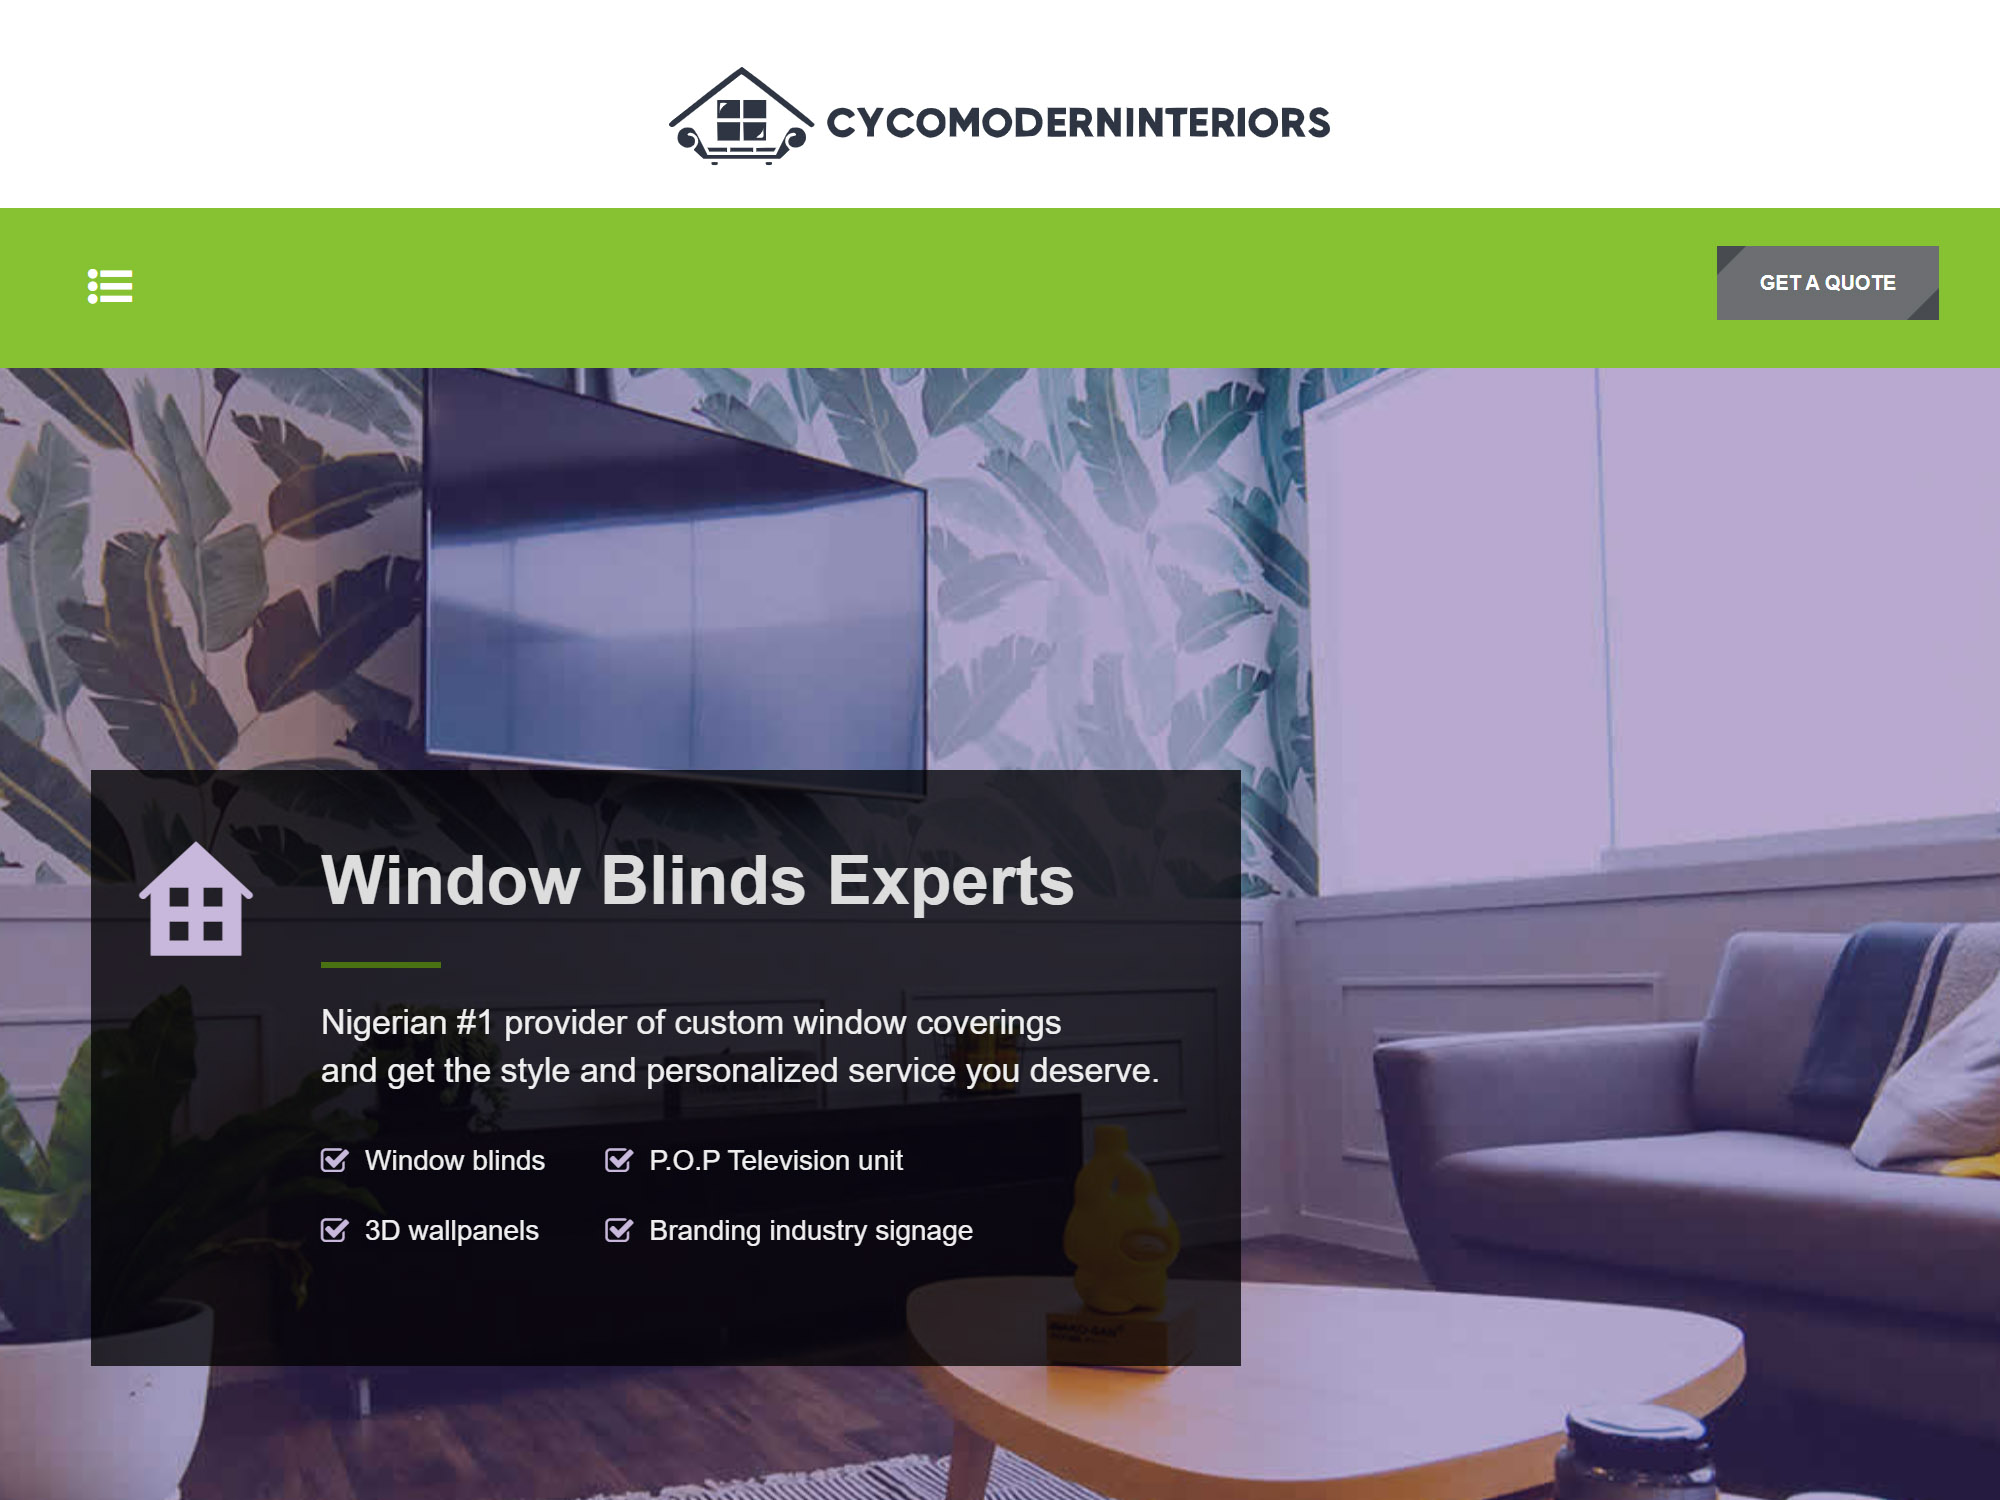 CYCOMODERNINTERIORS
GET A QUOTE
Window Blinds Experts
Nigerian #1 provider of custom window coverings
and get the style and personalized service you deserve.
Window blinds
P.O.P Television unit
3D wallpanels
Branding industry signage